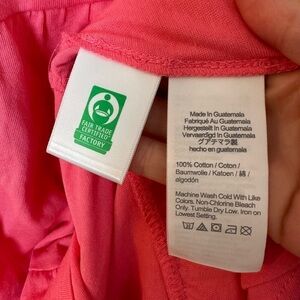 FAIR TRADE
CERTIFIED
FACTORY
Made In Guatemala
Fabriqué Au Guatemala
Hergestellt In Guatemala
Vervaardigd In Guatemala
グアテマラ製
hecho en Guatemala
100% Cotton / Coton /
Baumwolle / Katoen / 綿 /
algodón
Machine Wash Cold With Like
Colors. Non-Chlorine Bleach
Only. Tumble Dry Low. Iron on
Lowest Setting.